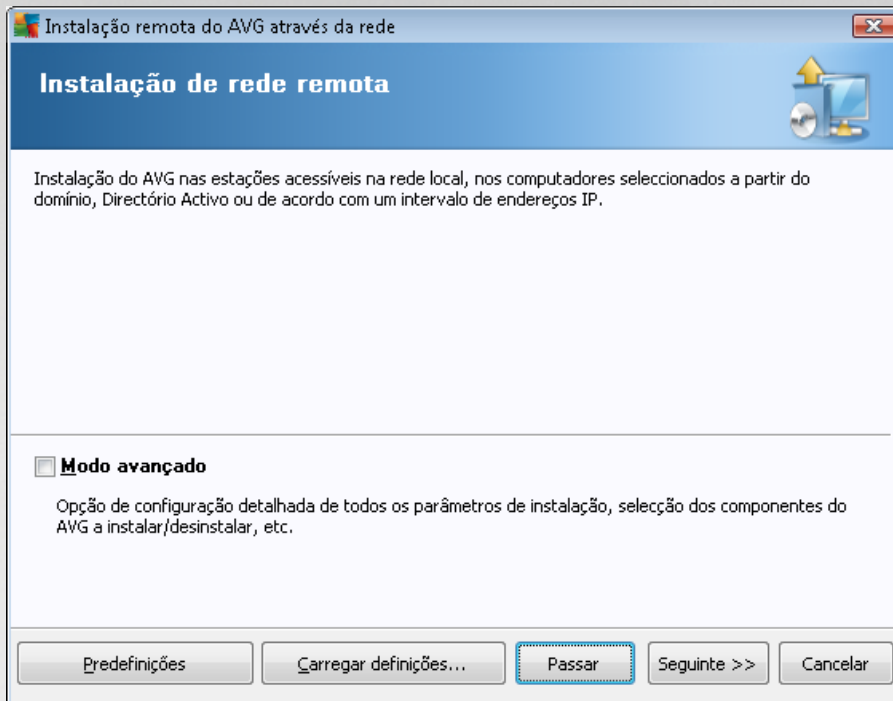 Instalação remota do AVG através da rede
Instalação de rede remota
Instalação do AVG nas estações acessíveis na rede local, nos computadores seleccionados a partir do
domínio, Directório Activo ou de acordo com um intervalo de endereços IP.
Modo avançado
Opção de configuração detalhada de todos os parâmetros de instalação, selecção dos componentes do
AVG a instalar/desinstalar, etc.
Predefinições Carregar definições... Passar Seguinte >> Cancelar